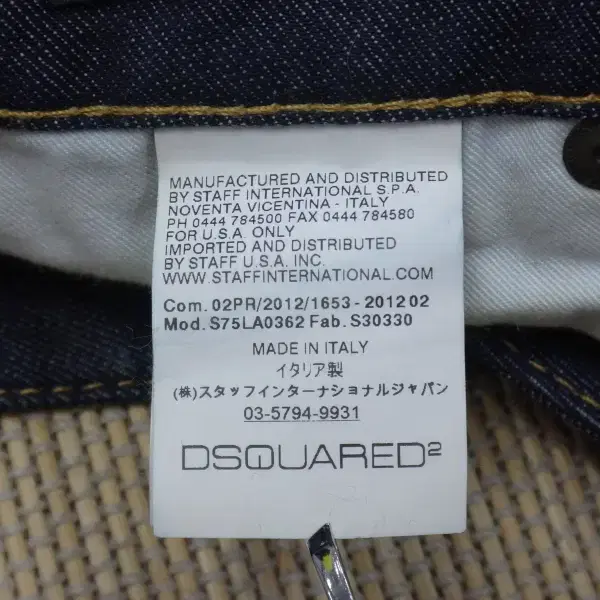 MANUFACTURED AND DISTRIBUTED
BY STAFF INTERNATIONAL S.P.A.
NOVENTA VICENTINA - ITALY
PH 0444 784500 FAX 0444 784580
FOR U.S.A. ONLY
IMPORTED AND DISTRIBUTED
BY STAFF U.S.A. INC.
WWW.STAFFINTERNATIONAL.COM
Com. 02PR/2012/1653 - 2012 02
Mod. S75LA0362 Fab. S30330
MADE IN ITALY
イタリア製
(株)スタッフインターナショナルジャパン
03-5794-9931
DSQUARED²